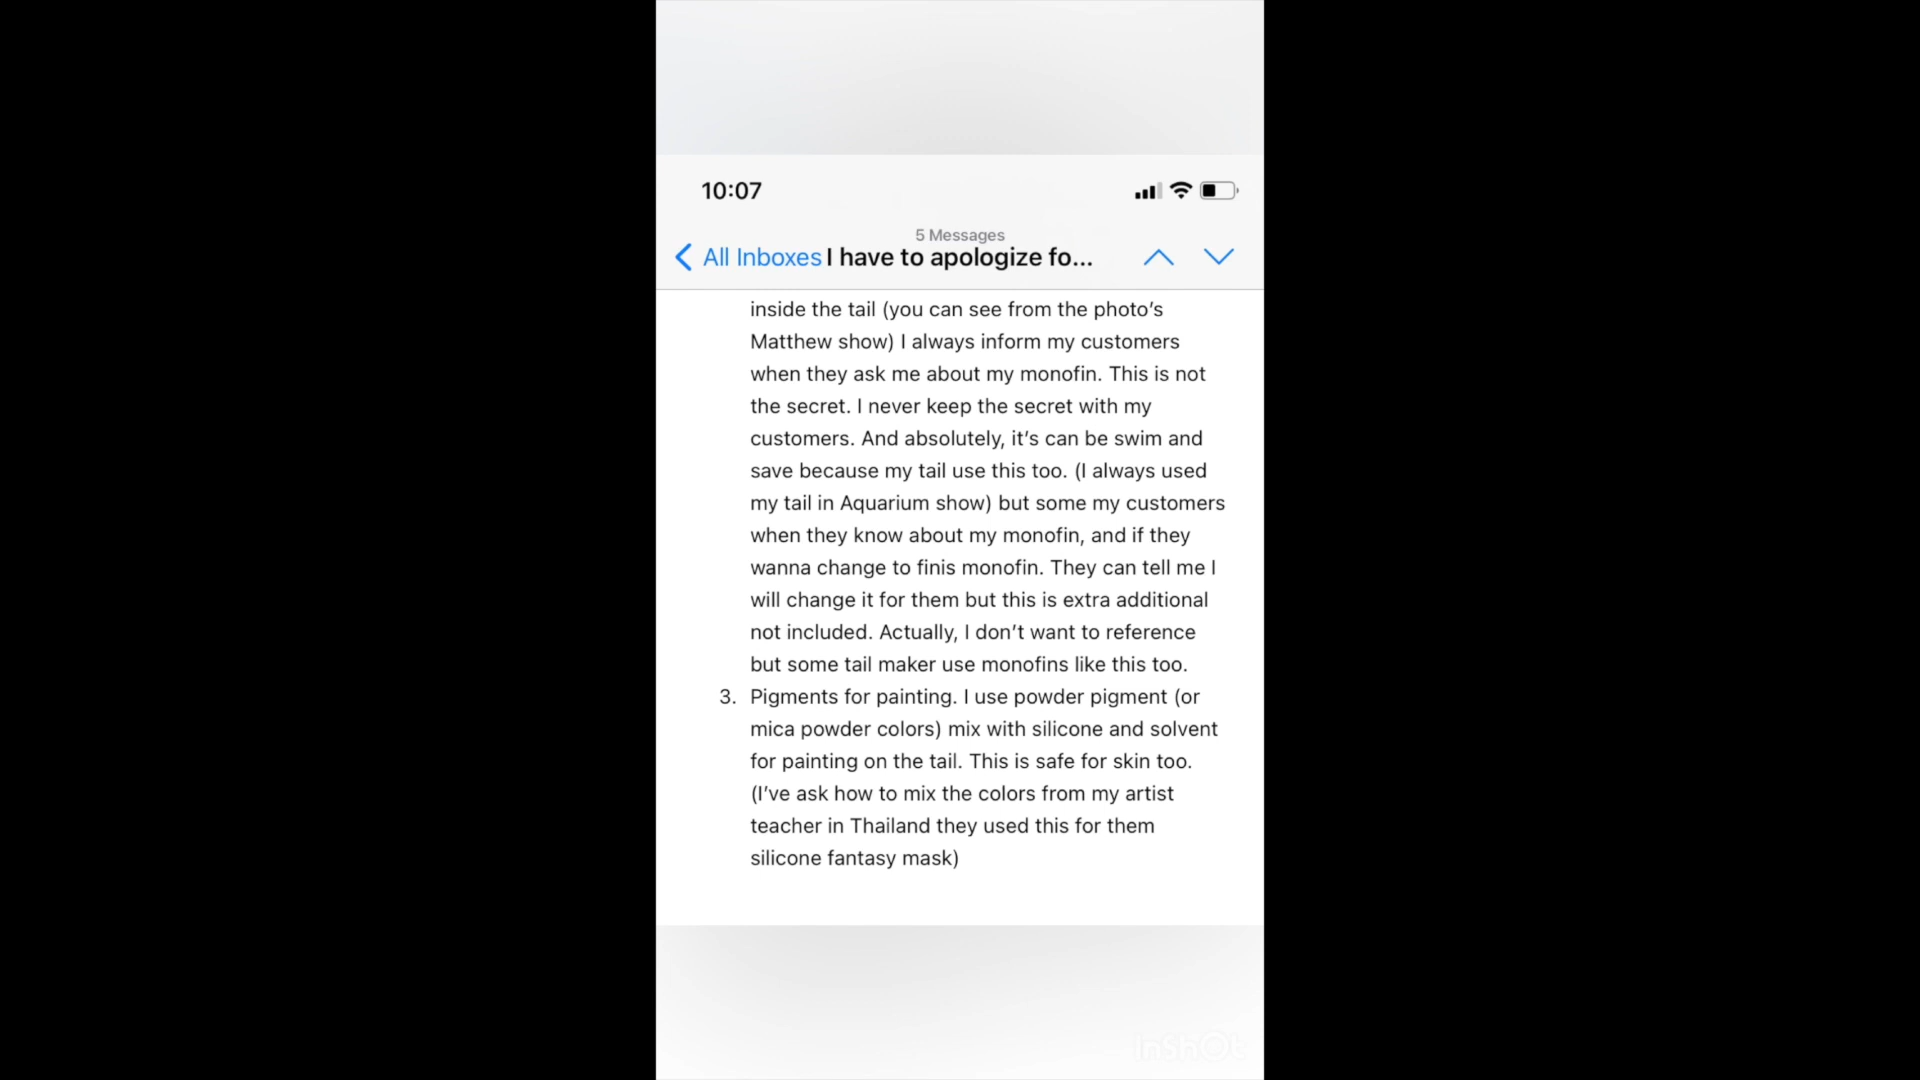 10:07
5 Messages
All Inboxes I have to apologize fo...
inside the tail (you can see from the photo’s
Matthew show) I always inform my customers
when they ask me about my monofin. This is not
the secret. I never keep the secret with my
customers. And absolutely, it’s can be swim and
save because my tail use this too. (I always used
my tail in Aquarium show) but some my customers
when they know about my monofin, and if they
wanna change to finis monofin. They can tell me I
will change it for them but this is extra additional
not included. Actually, I don’t want to reference
but some tail maker use monofins like this too.
3. Pigments for painting. I use powder pigment (or
mica powder colors) mix with silicone and solvent
for painting on the tail. This is safe for skin too.
(I’ve ask how to mix the colors from my artist
teacher in Thailand they used this for them
silicone fantasy mask)
InShOt